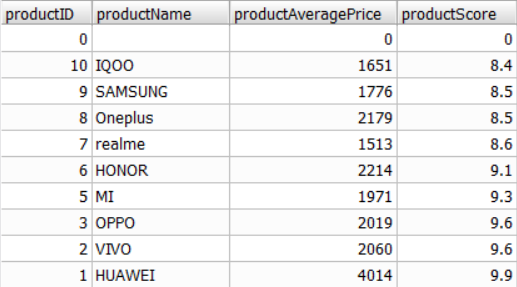 productID productName productAveragePrice productScore
0 0 0
10 IQOO 1651 8.4
9 SAMSUNG 1776 8.5
8 Oneplus 2179 8.5
7 realme 1513 8.6
6 HONOR 2214 9.1
5 MI 1971 9.3
3 OPPO 2019 9.6
2 VIVO 2060 9.6
1 HUAWEI 4014 9.9